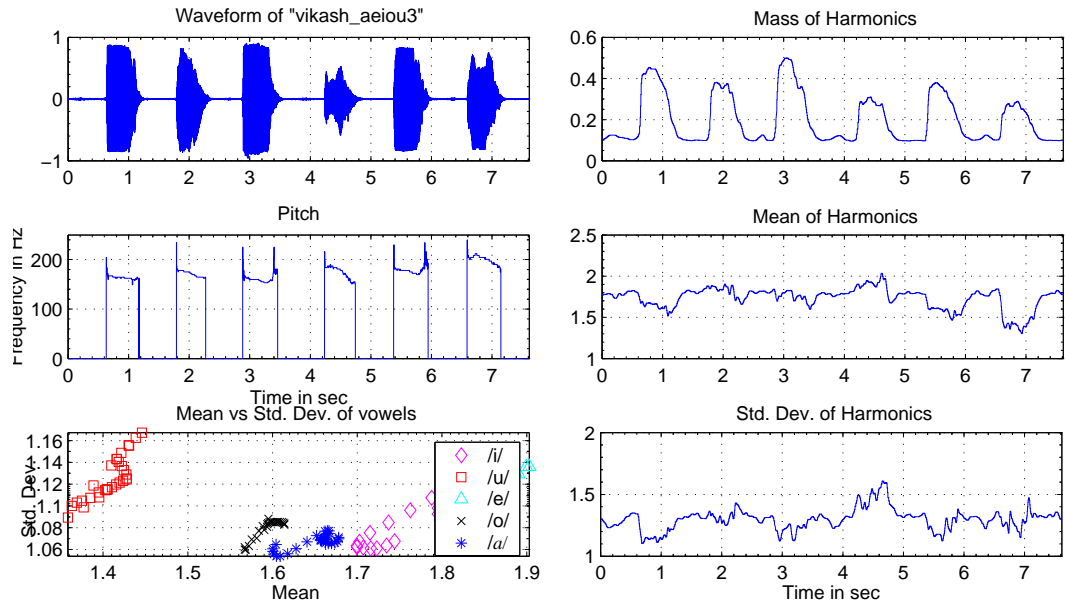 Waveform of "vikash_aeiou3"
1
0
−1
0 1 2 3 4 5 6 7
Mass of Harmonics
0.6
0.4
0.2
0
0 1 2 3 4 5 6 7
Pitch
Frequency in Hz
200
100
0
0 1 2 3 4 5 6 7
Time in sec
Mean of Harmonics
2.5
2
1.5
1
0 1 2 3 4 5 6 7
Mean vs Std. Dev. of vowels
Std. Dev.
1.16
1.14
1.12
1.1
1.08
1.06
1.4 1.5 1.6 1.7 1.8 1.9
Mean
/i/
/u/
/e/
/o/
/a/
Std. Dev. of Harmonics
2
1.5
1
0 1 2 3 4 5 6 7
Time in sec